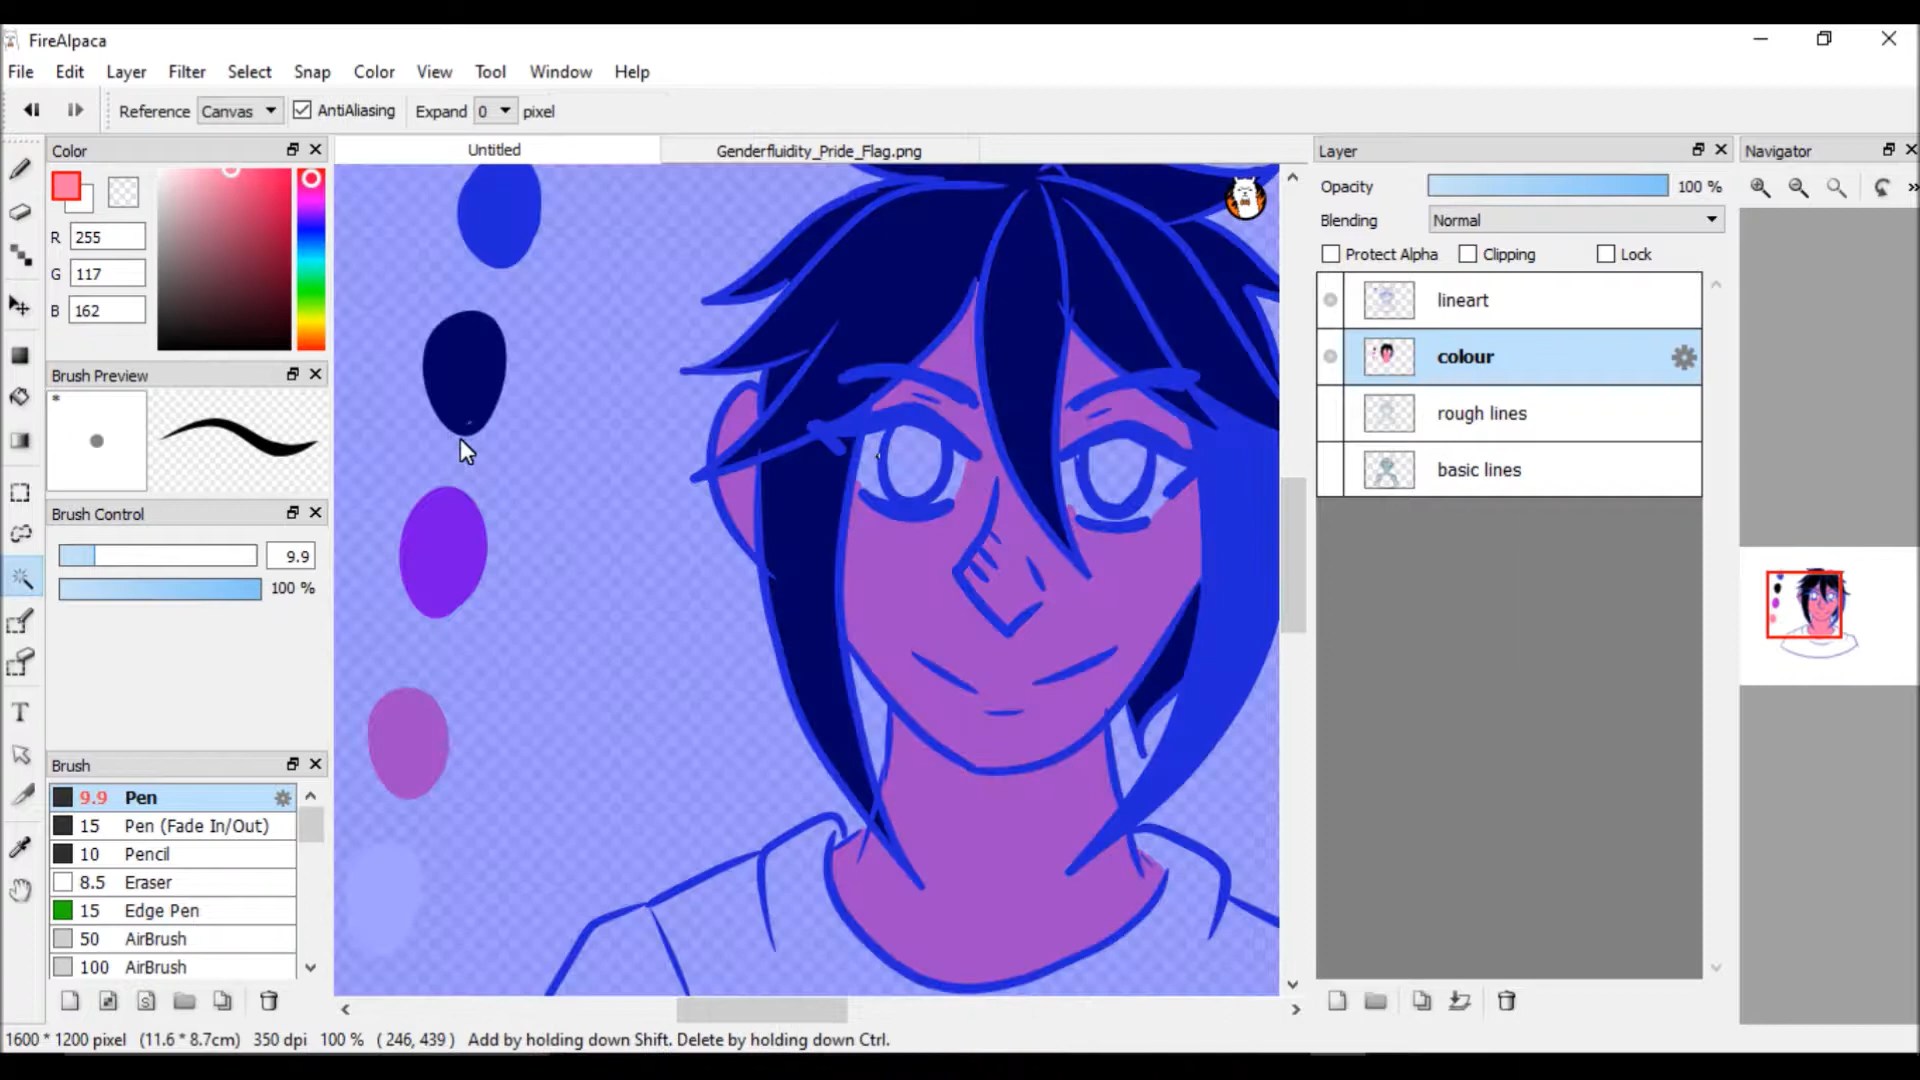 FireAlpaca
File Edit Layer Filter Select Snap Color View Tool Window Help
Reference Canvas AntiAliasing Expand 0 pixel
Color
R 255
G 117
B 162
Brush Preview
*
Brush Control
9.9
100 %
Brush
9.9 Pen
15 Pen (Fade In/Out)
10 Pencil
8.5 Eraser
15 Edge Pen
50 AirBrush
100 AirBrush
Untitled Genderfluidity_Pride_Flag.png
Layer
Opacity 100 %
Blending Normal
Protect Alpha Clipping Lock
lineart
colour
rough lines
basic lines
Navigator
1600 * 1200 pixel (11.6 * 8.7cm) 350 dpi 100 % ( 246, 439 ) Add by holding down Shift. Delete by holding down Ctrl.